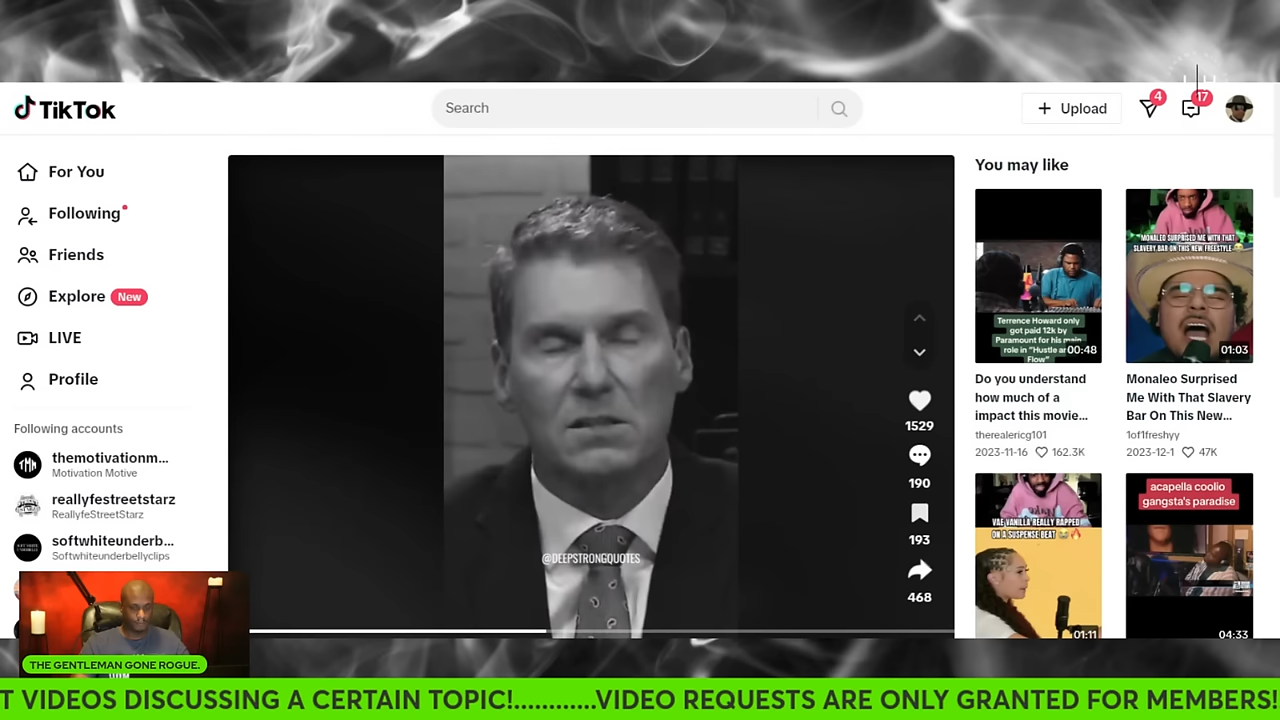 TikTok
Search
Upload
4
17
For You
Following
Friends
Explore New
LIVE
Profile
Following accounts
TMN
themotivationm...
Motivation Motive
reallyfestreetstarz
ReallyfeStreetStarz
softwhiteunderb...
Softwhiteunderbellyclips
@DEEPSTRONGQUOTES
1529
190
193
468
You may like
Terrence Howard only
got paid 12k by
Paramount for his main
role in "Hustle an
Flow"
00:48
Do you understand
how much of a
impact this movie...
therealericg101
2023-11-16 162.3K
"MONALEO SURPRISED ME WITH THAT
SLAVERY BAR ON THIS NEW FREESTYLE
01:03
Monaleo Surprised
Me With That Slavery
Bar On This New...
1of1freshyy
2023-12-1 47K
VAE VANILLA REALLY RAPPED
ON A SUSPENSE BEAT
01:11
acapella coolio
gangsta's paradise
04:33
THE GENTLEMAN GONE ROGUE.
T VIDEOS DISCUSSING A CERTAIN TOPIC!............VIDEO REQUESTS ARE ONLY GRANTED FOR MEMBERS!